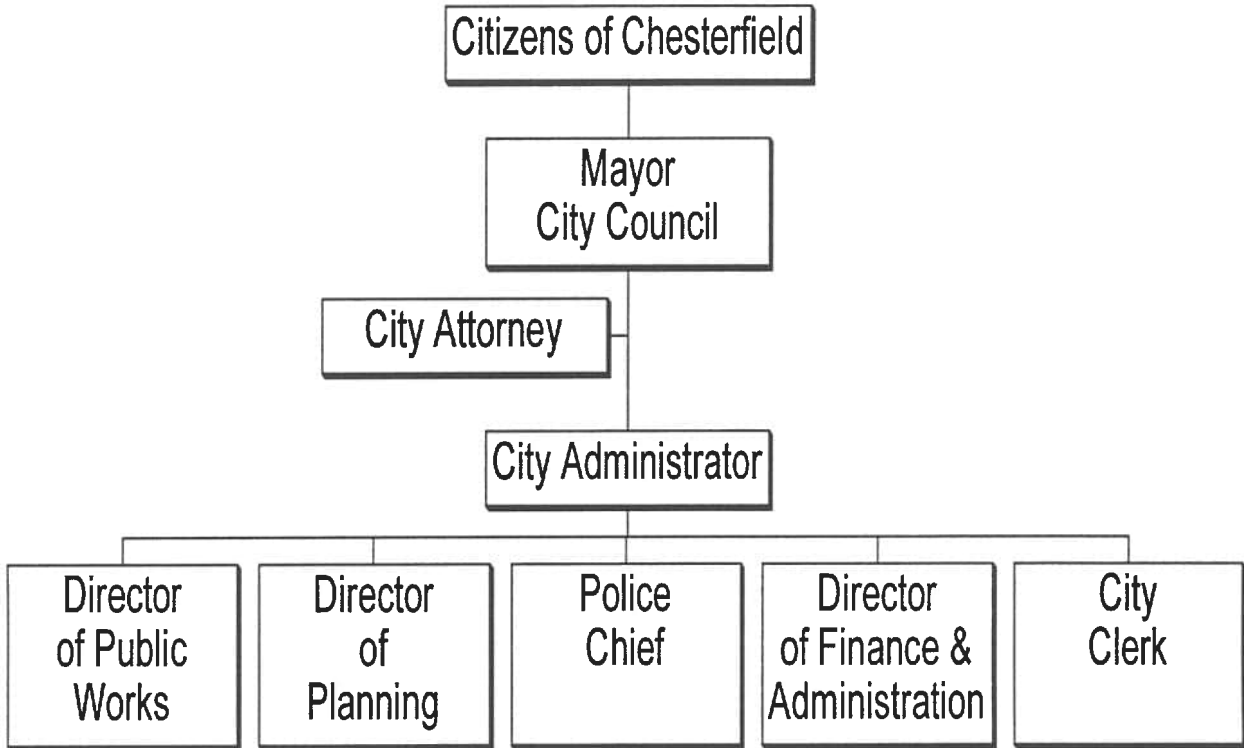 Citizens of Chesterfield
Mayor
City Council
City Attorney
City Administrator
Director
of Public
Works
Director
of
Planning
Police
Chief
Director
of Finance &
Administration
City
Clerk